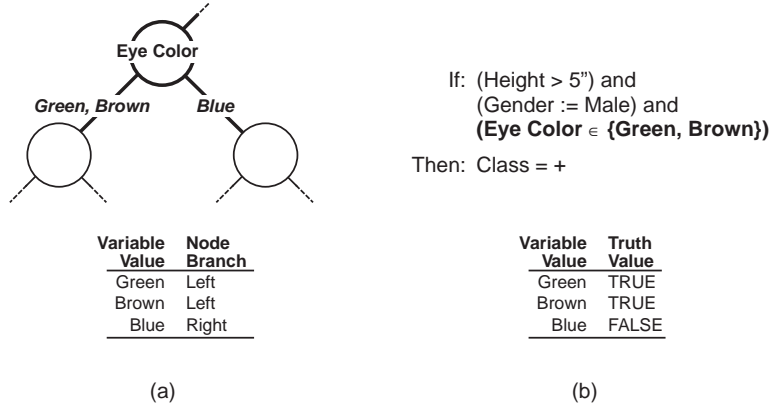 Eye Color
Green, Brown
Blue
Variable Node
Value Branch
Green Left
Brown Left
Blue Right
(a)
If: (Height > 5”) and
(Gender := Male) and
(Eye Color ∈ {Green, Brown})
Then: Class = +
Variable Truth
Value Value
Green TRUE
Brown TRUE
Blue FALSE
(b)